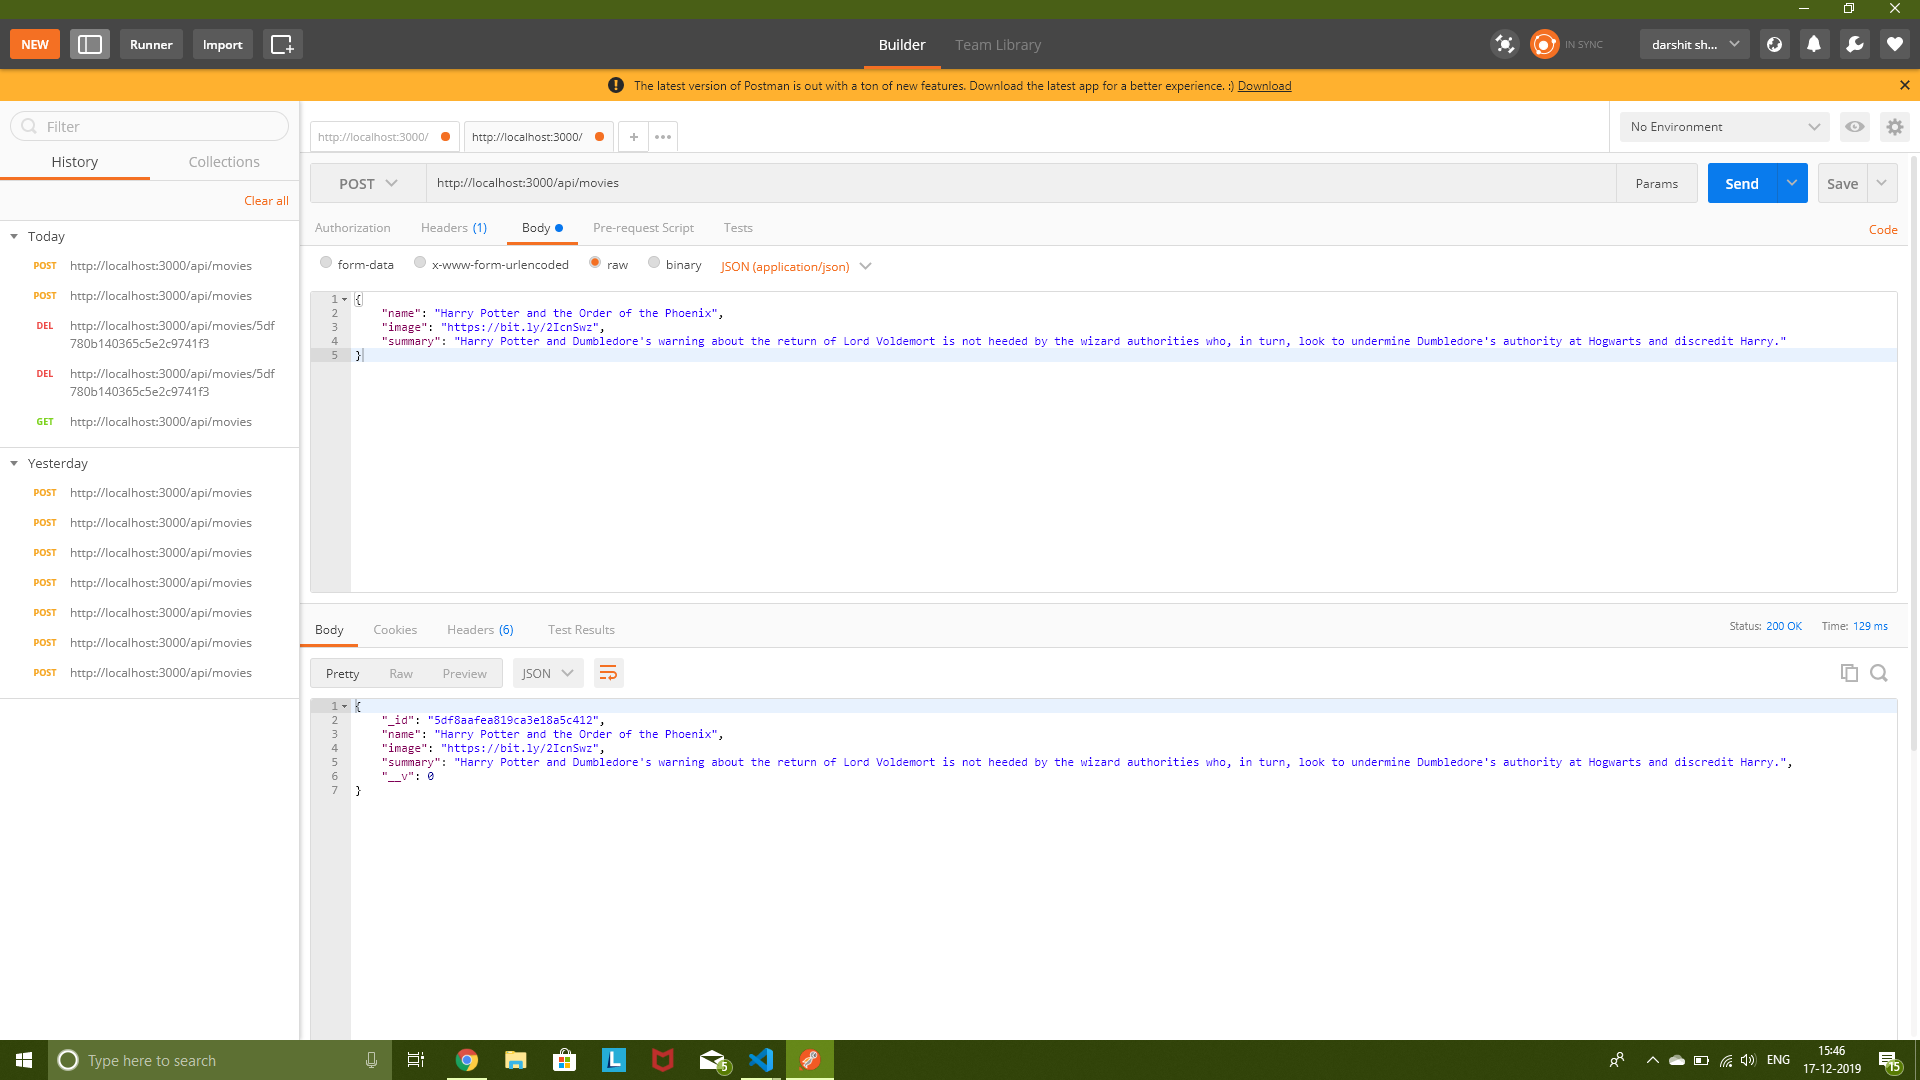 NEW
Runner
Import
Builder
Team Library
IN SYNC
darshit sh...
The latest version of Postman is out with a ton of new features. Download the latest app for a better experience. :) Download
Filter
History
Collections
Clear all
Today
POST http://localhost:3000/api/movies
POST http://localhost:3000/api/movies
DEL http://localhost:3000/api/movies/5df
780b140365c5e2c9741f3
DEL http://localhost:3000/api/movies/5df
780b140365c5e2c9741f3
GET http://localhost:3000/api/movies
Yesterday
POST http://localhost:3000/api/movies
POST http://localhost:3000/api/movies
POST http://localhost:3000/api/movies
POST http://localhost:3000/api/movies
POST http://localhost:3000/api/movies
POST http://localhost:3000/api/movies
POST http://localhost:3000/api/movies
http://localhost:3000/
http://localhost:3000/
No Environment
POST
http://localhost:3000/api/movies
Params
Send
Save
Authorization
Headers (1)
Body
Pre-request Script
Tests
Code
form-data
x-www-form-urlencoded
raw
binary
JSON (application/json)
1 {
2 "name": "Harry Potter and the Order of the Phoenix",
3 "image": "https://bit.ly/2IcnSwz",
4 "summary": "Harry Potter and Dumbledore's warning about the return of Lord Voldemort is not heeded by the wizard authorities who, in turn, look to undermine Dumbledore's authority at Hogwarts and discredit Harry."
5 }
Body
Cookies
Headers (6)
Test Results
Status: 200 OK
Time: 129 ms
Pretty
Raw
Preview
JSON
1 {
2 "_id": "5df8aafea819ca3e18a5c412",
3 "name": "Harry Potter and the Order of the Phoenix",
4 "image": "https://bit.ly/2IcnSwz",
5 "summary": "Harry Potter and Dumbledore's warning about the return of Lord Voldemort is not heeded by the wizard authorities who, in turn, look to undermine Dumbledore's authority at Hogwarts and discredit Harry.",
6 "__v": 0
7 }
Type here to search
L
5
ENG
15:46
17-12-2019
15